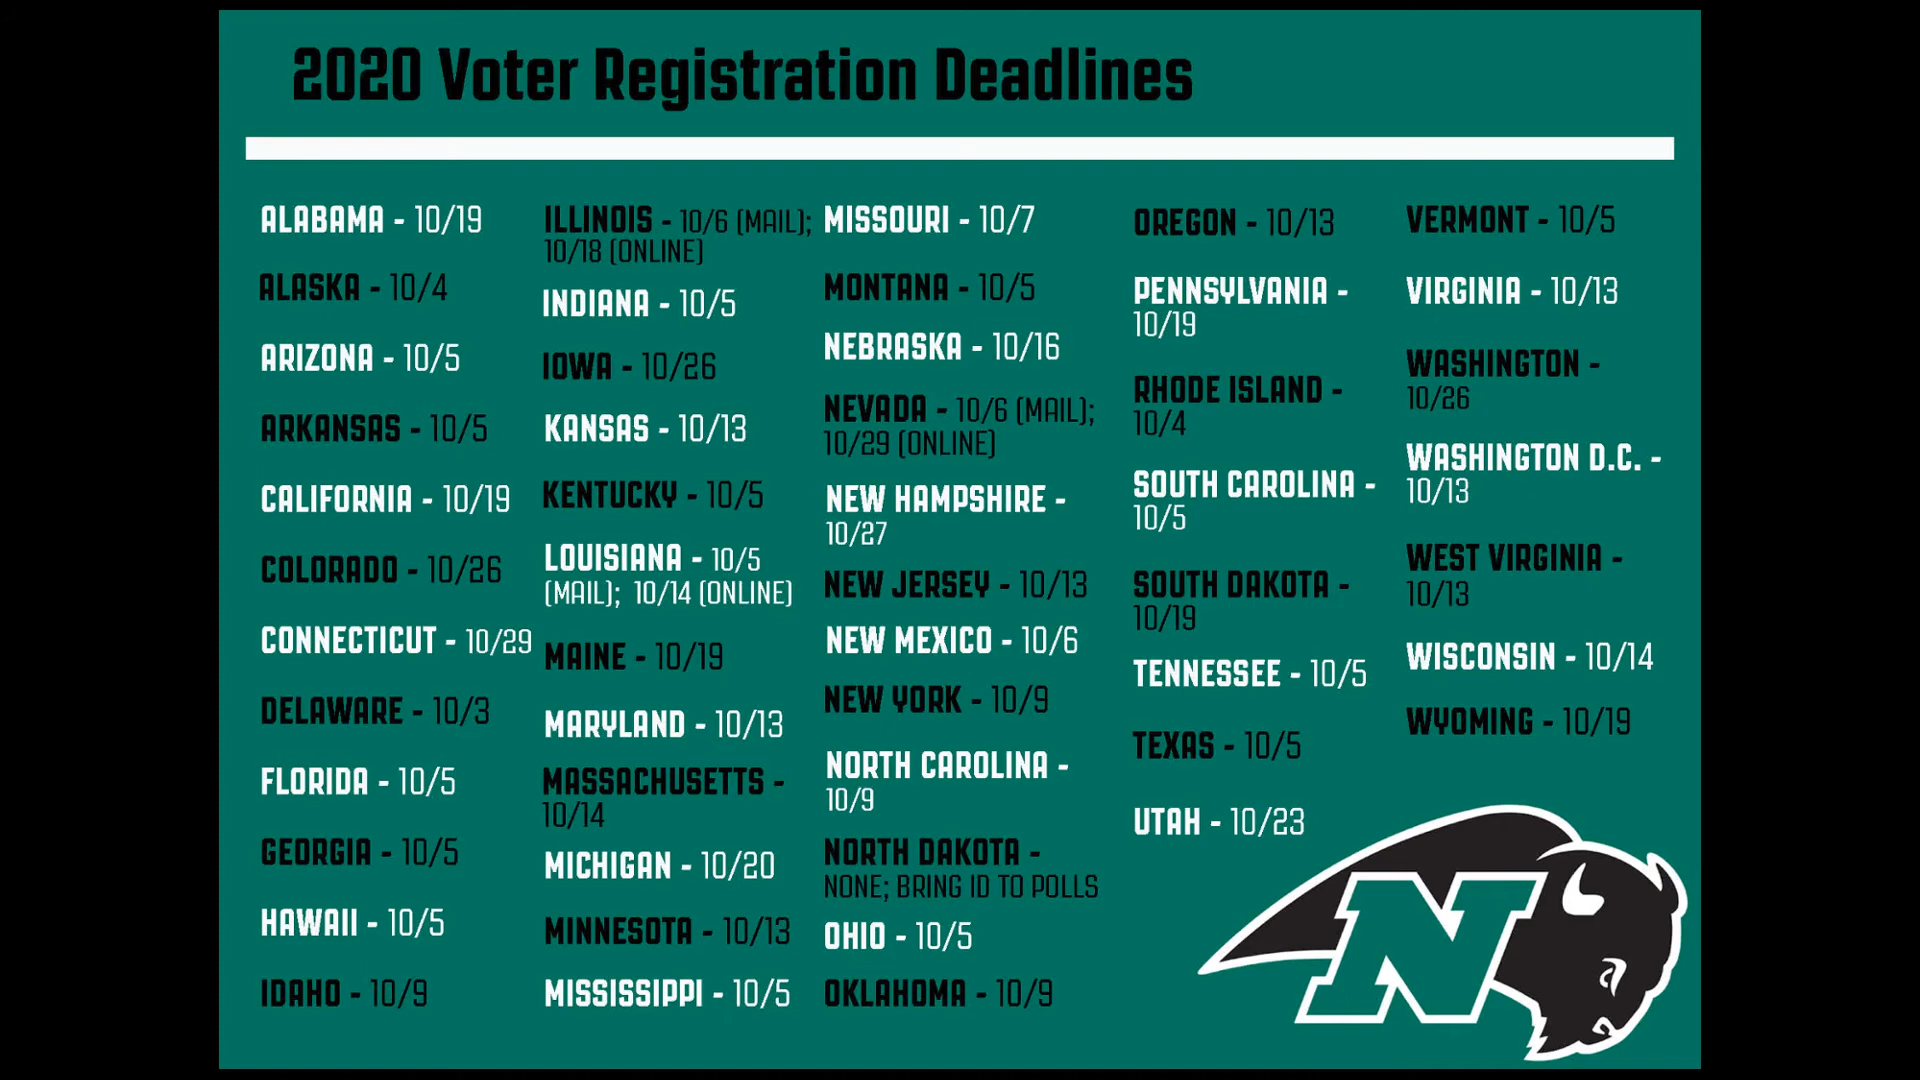 2020 Voter Registration Deadlines
ALABAMA - 10/19
ALASKA - 10/4
ARIZONA - 10/5
ARKANSAS - 10/5
CALIFORNIA - 10/19
COLORADO - 10/26
CONNECTICUT - 10/29
DELAWARE - 10/3
FLORIDA - 10/5
GEORGIA - 10/5
HAWAII - 10/5
IDAHO - 10/9
ILLINOIS - 10/6 (MAIL);
10/18 (ONLINE)
INDIANA - 10/5
IOWA - 10/26
KANSAS - 10/13
KENTUCKY - 10/5
LOUISIANA - 10/5
(MAIL); 10/14 (ONLINE)
MAINE - 10/19
MARYLAND - 10/13
MASSACHUSETTS -
10/14
MICHIGAN - 10/20
MINNESOTA - 10/13
MISSISSIPPI - 10/5
MISSOURI - 10/7
MONTANA - 10/5
NEBRASKA - 10/16
NEVADA - 10/6 (MAIL);
10/29 (ONLINE)
NEW HAMPSHIRE -
10/27
NEW JERSEY - 10/13
NEW MEXICO - 10/6
NEW YORK - 10/9
NORTH CAROLINA -
10/9
NORTH DAKOTA -
NONE; BRING ID TO POLLS
OHIO - 10/5
OKLAHOMA - 10/9
OREGON - 10/13
PENNSYLVANIA -
10/19
RHODE ISLAND -
10/4
SOUTH CAROLINA -
10/5
SOUTH DAKOTA -
10/19
TENNESSEE - 10/5
TEXAS - 10/5
UTAH - 10/23
VERMONT - 10/5
VIRGINIA - 10/13
WASHINGTON -
10/26
WASHINGTON D.C. -
10/13
WEST VIRGINIA -
10/13
WISCONSIN - 10/14
WYOMING - 10/19
N